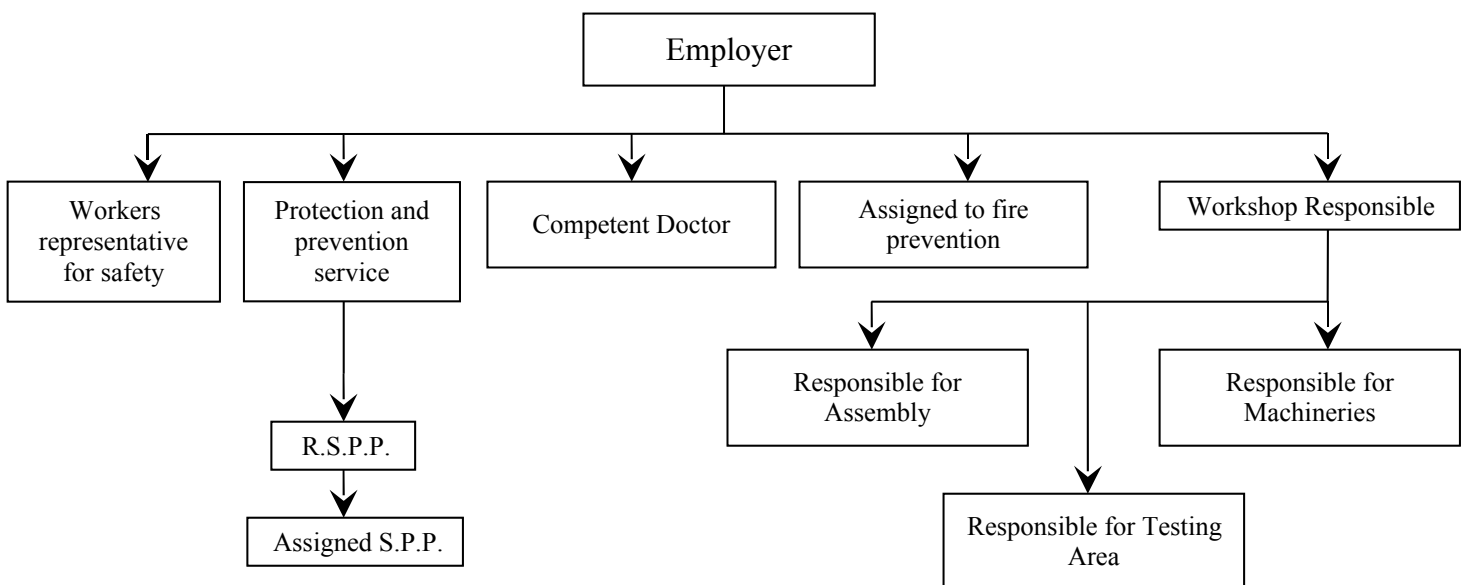 Employer
Workers
representative
for safety
Protection and
prevention
service
Competent Doctor
Assigned to fire
prevention
Workshop Responsible
Responsible for
Assembly
Responsible for
Machineries
R.S.P.P.
Assigned S.P.P.
Responsible for Testing
Area